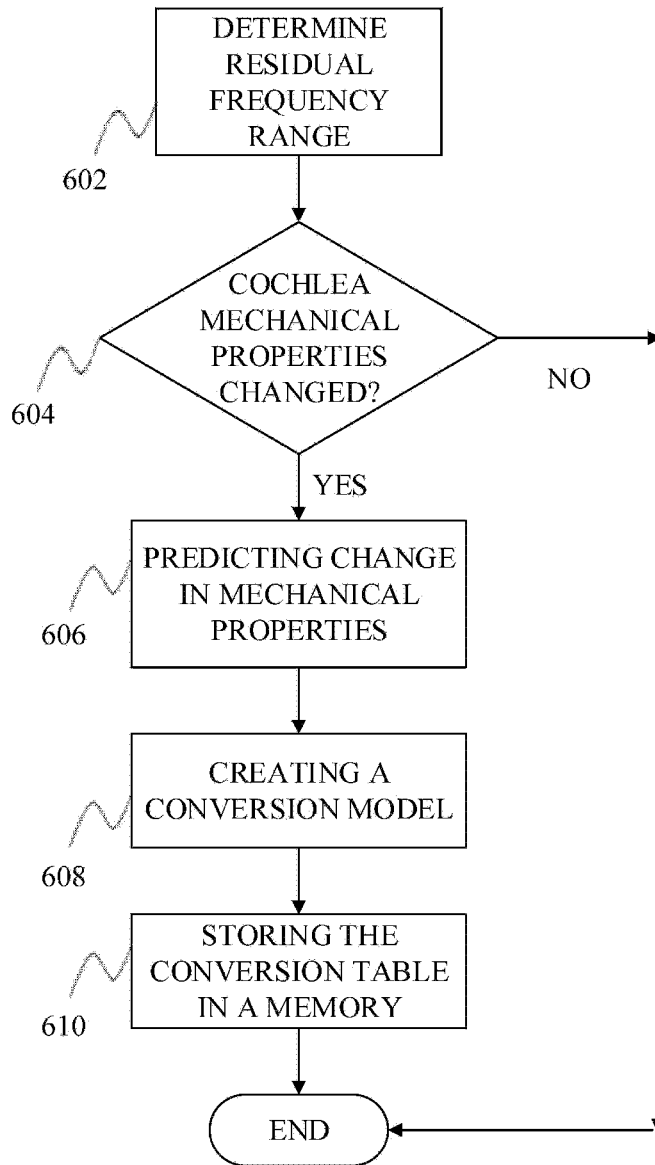 DETERMINE
RESIDUAL
FREQUENCY
RANGE
602
COCHLEA
MECHANICAL
PROPERTIES
CHANGED?
NO
604
YES
PREDICTING CHANGE
IN MECHANICAL
PROPERTIES
606
CREATING A
CONVERSION MODEL
608
STORING THE
CONVERSION TABLE
IN A MEMORY
610
END